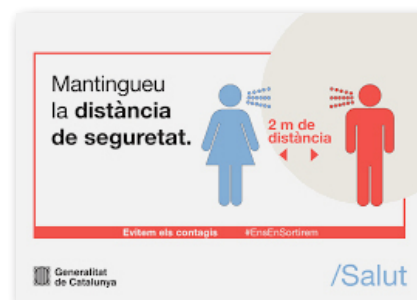 Mantingueu
la distància
de seguretat.
2 m de
distància
Evitem els contagis #EnsEnSortirem
Generalitat
de Catalunya
/Salut